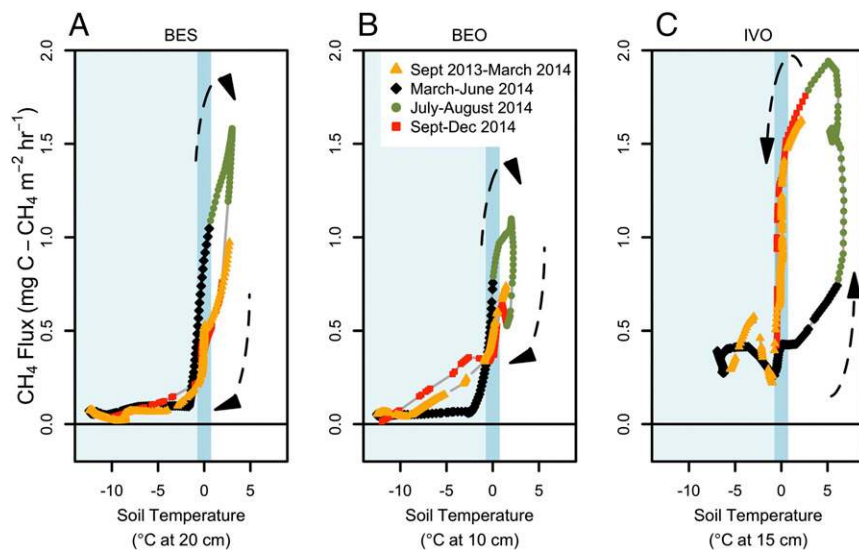 A
BES
B
BEO
C
IVO
CH₄ Flux (mg C – CH₄ m⁻² hr⁻¹)
2.0
1.5
1.0
0.5
0.0
-10 -5 0 5
Soil Temperature
(°C at 20 cm)
2.0
1.5
1.0
0.5
0.0
Sept 2013-March 2014
March-June 2014
July-August 2014
Sept-Dec 2014
-10 -5 0 5
Soil Temperature
(°C at 10 cm)
2.0
1.5
1.0
0.5
0.0
-10 -5 0 5
Soil Temperature
(°C at 15 cm)